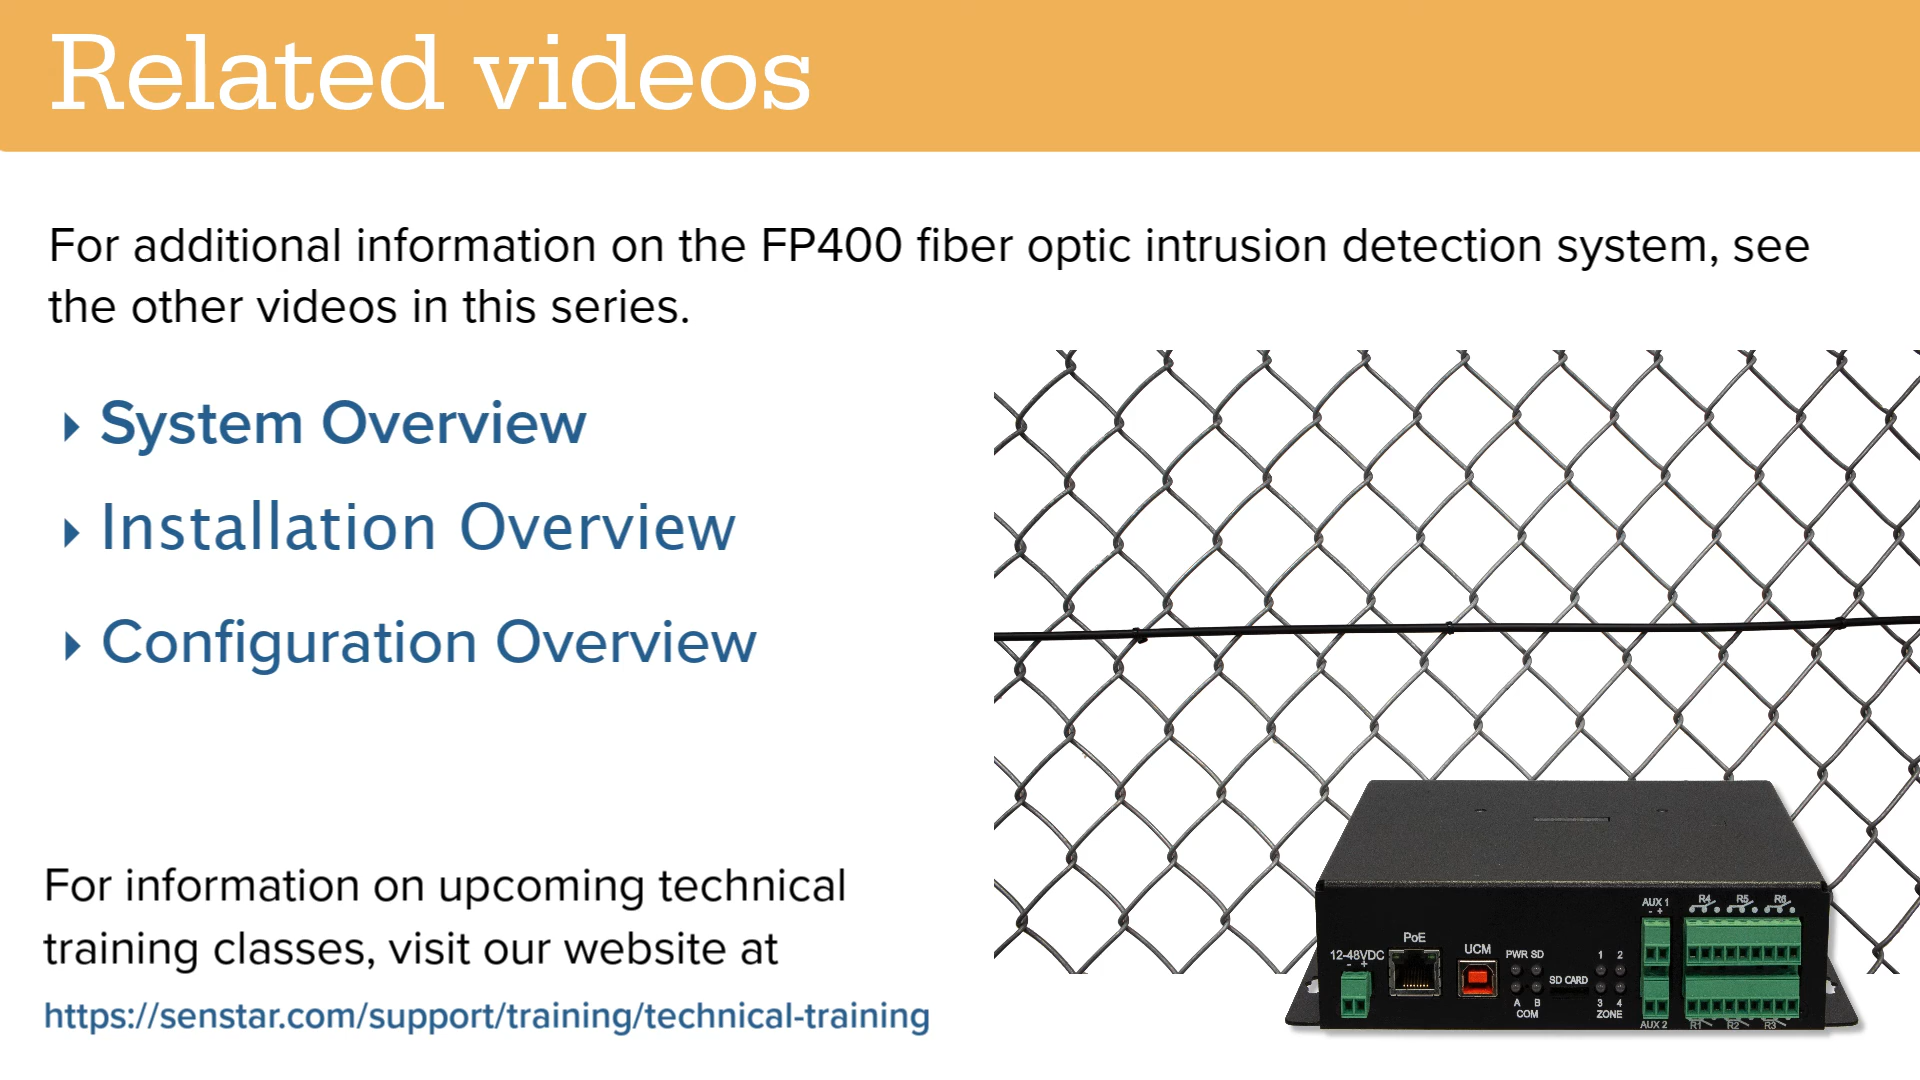 Related videos
For additional information on the FP400 fiber optic intrusion detection system, see
the other videos in this series.
System Overview
Installation Overview
Configuration Overview
For information on upcoming technical
training classes, visit our website at
https://senstar.com/support/training/technical-training
12-48VDC
- +
PoE
UCM
PWR SD
A B
COM
SD CARD
1 2
3 4
ZONE
AUX 1
- +
AUX 2
R4 R5 R6
R1 R2 R3